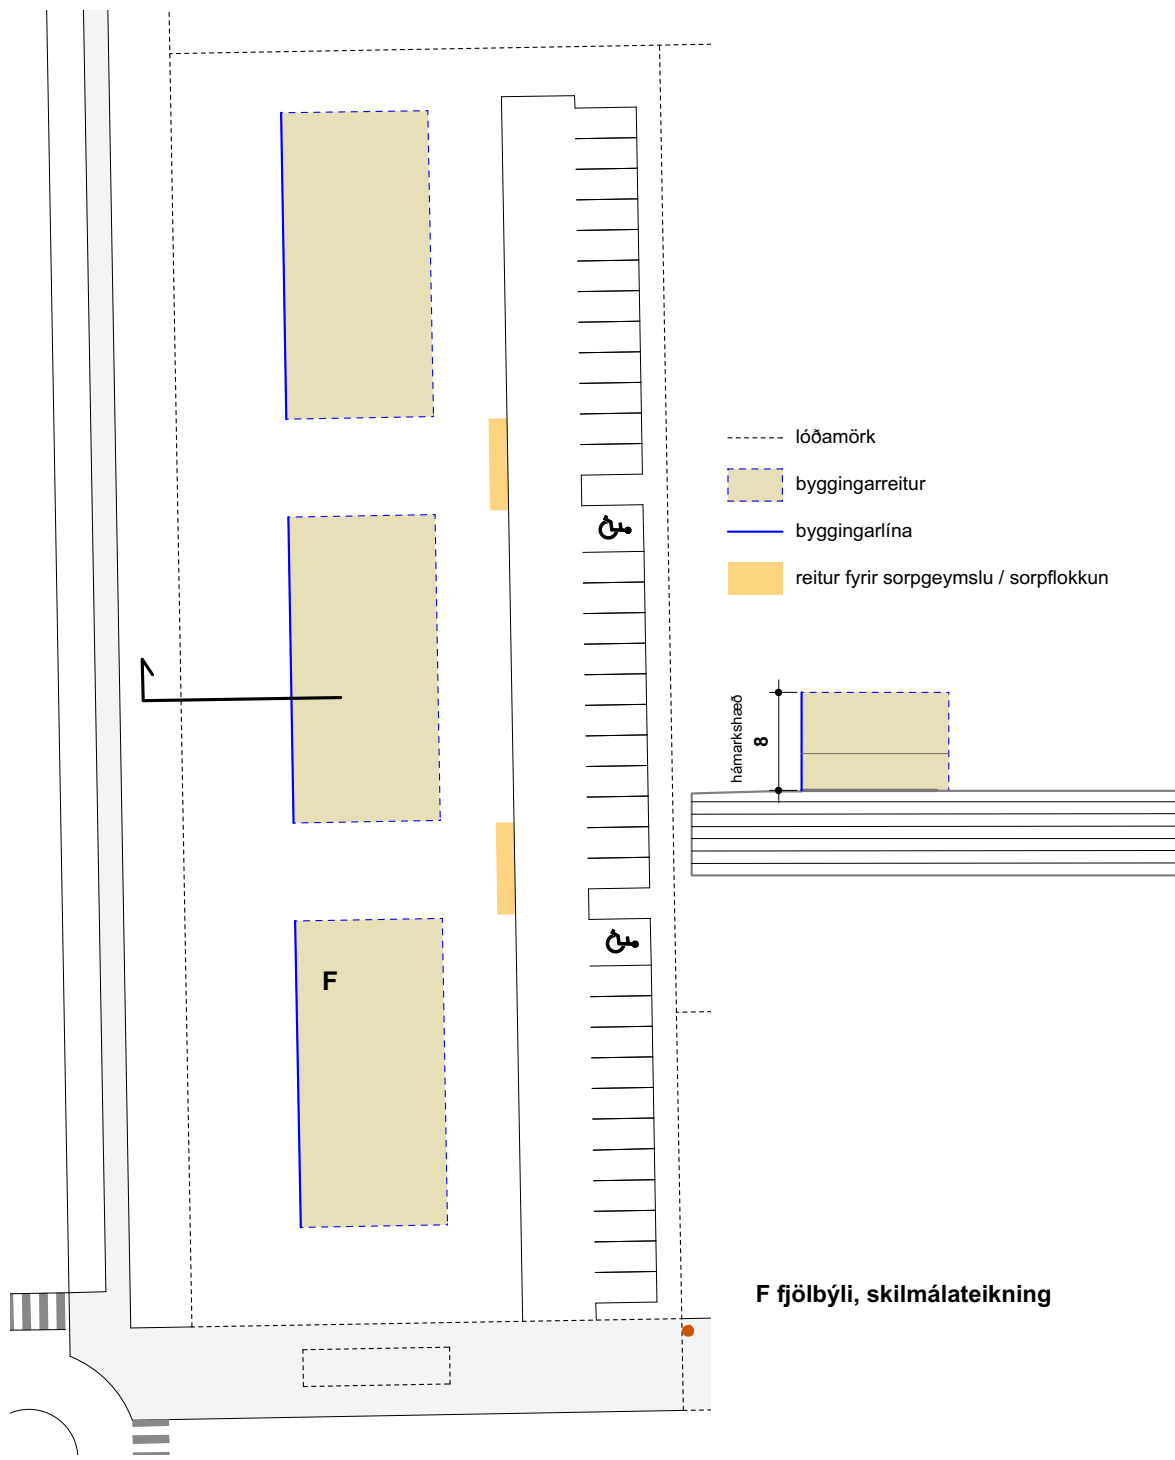 lóðamörk
byggingarreitur
byggingarlína
reitur fyrir sorpgeymslu / sorpflokkun
hámarkshæð
8
F
F fjölbýli, skilmálateikning